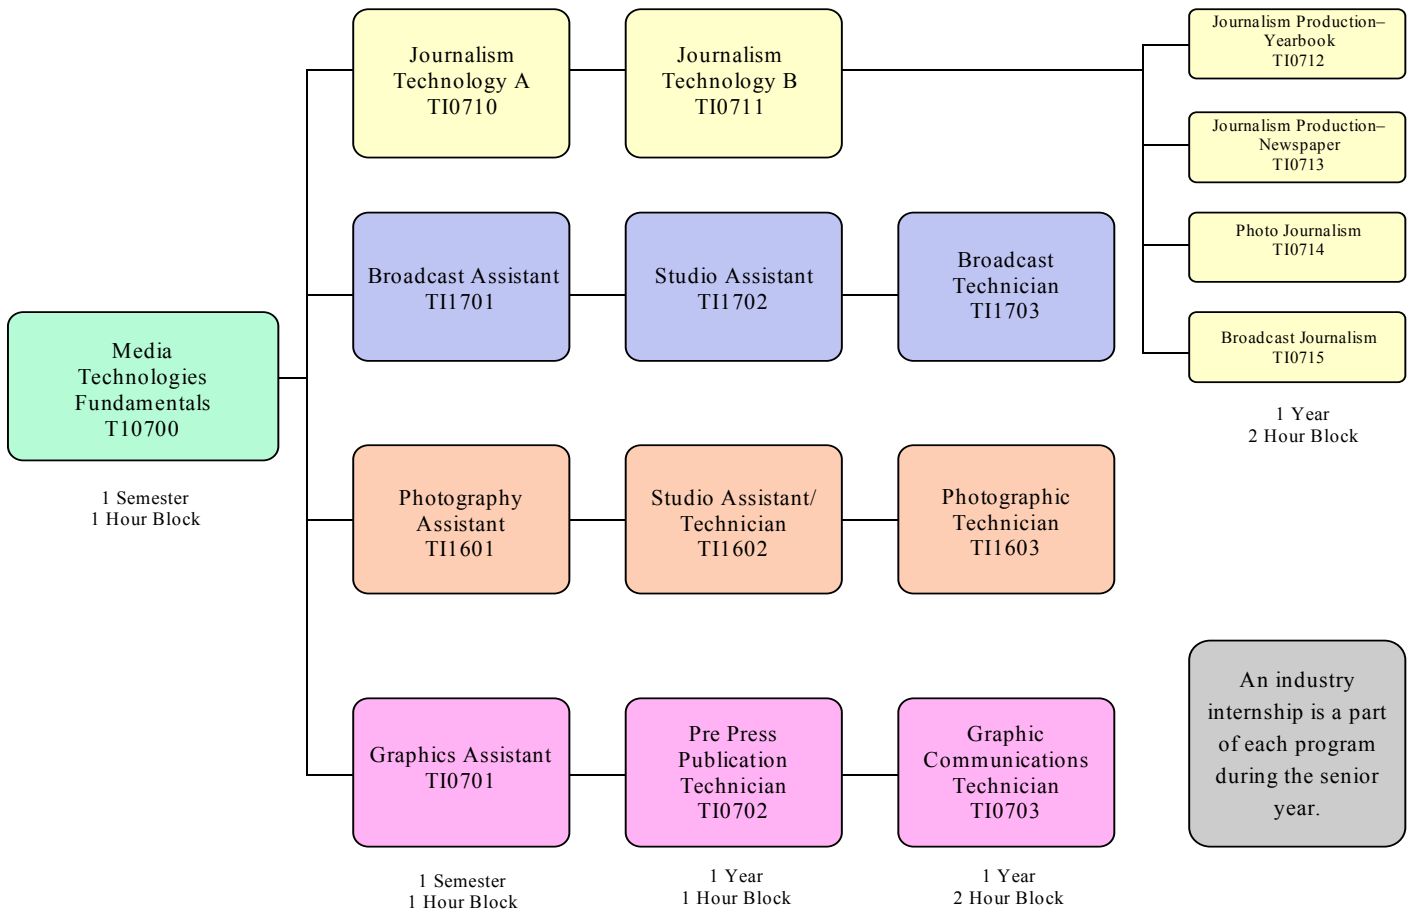 Journalism
Technology A
TI0710
Journalism
Technology B
TI0711
Journalism Production–
Yearbook
TI0712
Journalism Production–
Newspaper
TI0713
Photo Journalism
TI0714
Broadcast Journalism
TI0715
1 Year
2 Hour Block
Broadcast Assistant
TI1701
Studio Assistant
TI1702
Broadcast
Technician
TI1703
Media
Technologies
Fundamentals
T10700
1 Semester
1 Hour Block
Photography
Assistant
TI1601
Studio Assistant/
Technician
TI1602
Photographic
Technician
TI1603
Graphics Assistant
TI0701
Pre Press
Publication
Technician
TI0702
Graphic
Communications
Technician
TI0703
An industry
internship is a part
of each program
during the senior
year.
1 Semester
1 Hour Block
1 Year
1 Hour Block
1 Year
2 Hour Block